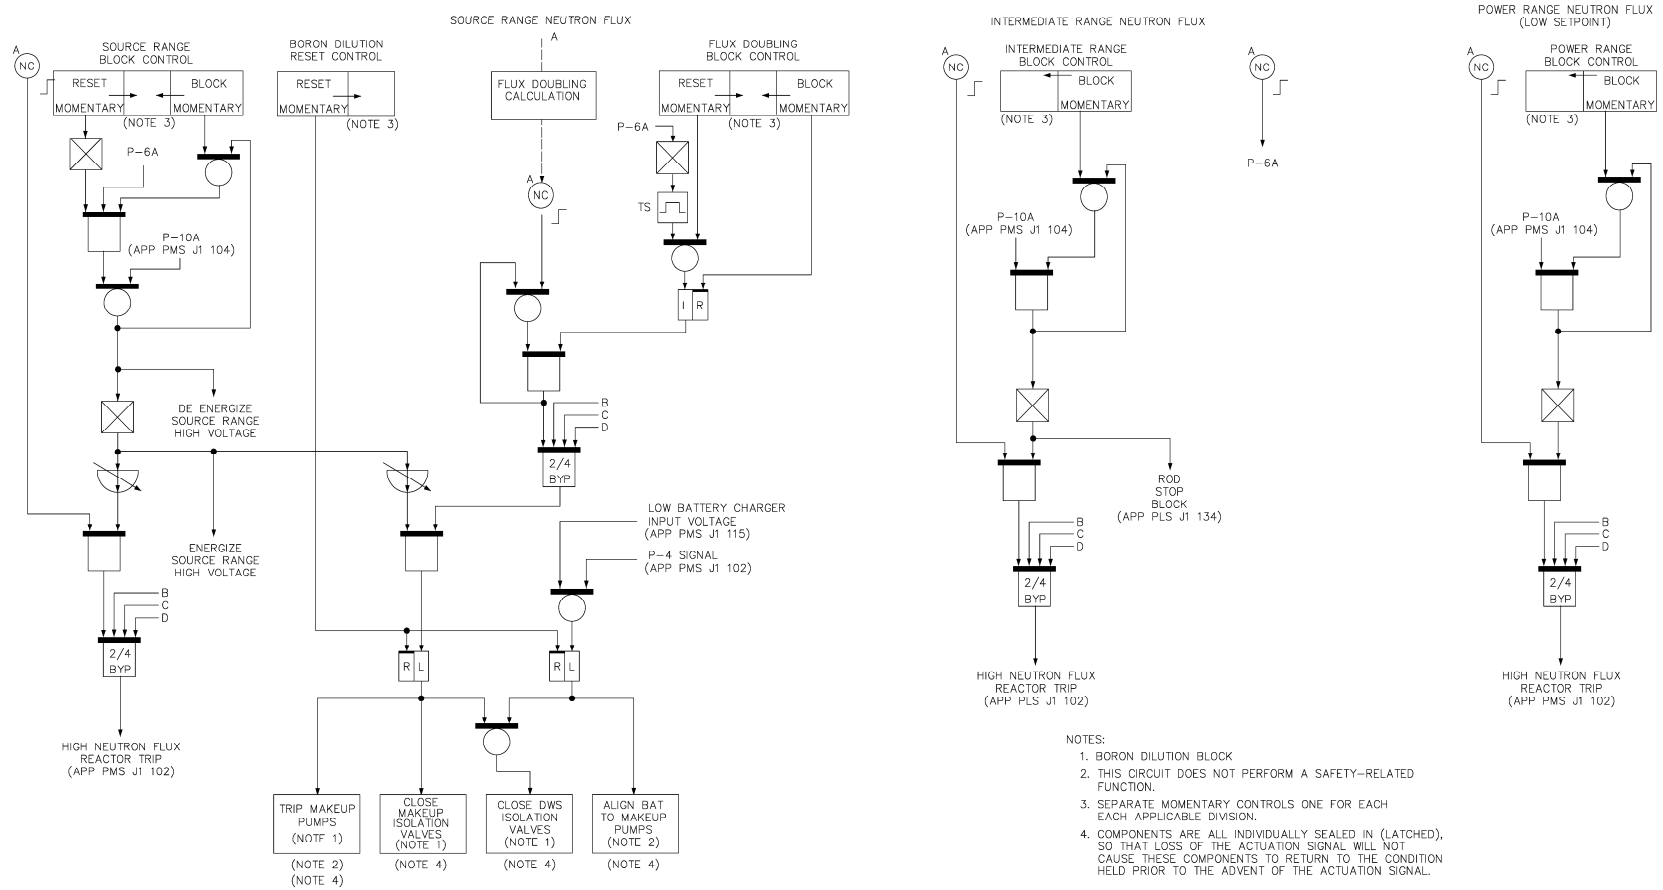 SOURCE RANGE NEUTRON FLUX
A
A
NC
SOURCE RANGE
BLOCK CONTROL
RESET
BLOCK
MOMENTARY
MOMENTARY
(NOTE 3)
P-6A
P-10A
(APP PMS J1 104)
DE ENERGIZE
SOURCE RANGE
HIGH VOLTAGE
ENERGIZE
SOURCE RANGE
HIGH VOLTAGE
B
C
D
2/4
BYP
HIGH NEUTRON FLUX
REACTOR TRIP
(APP PMS J1 102)
BORON DILUTION
RESET CONTROL
RESET
MOMENTARY
(NOTE 3)
FLUX DOUBLING
CALCULATION
A
NC
FLUX DOUBLING
BLOCK CONTROL
RESET
BLOCK
MOMENTARY
MOMENTARY
(NOTE 3)
P-6A
TS
I
R
B
C
D
2/4
BYP
LOW BATTERY CHARGER
INPUT VOLTAGE
(APP PMS J1 115)
P-4 SIGNAL
(APP PMS J1 102)
R
L
R
L
TRIP MAKEUP
PUMPS
(NOTE 1)
(NOTE 2)
(NOTE 4)
CLOSE
MAKEUP
ISOLATION
VALVES
(NOTE 1)
(NOTE 4)
CLOSE DWS
ISOLATION
VALVES
(NOTE 1)
(NOTE 4)
ALIGN BAT
TO MAKEUP
PUMPS
(NOTE 2)
(NOTE 4)
INTERMEDIATE RANGE NEUTRON FLUX
A
NC
INTERMEDIATE RANGE
BLOCK CONTROL
BLOCK
MOMENTARY
(NOTE 3)
P-10A
(APP PMS J1 104)
ROD
STOP
BLOCK
(APP PLS J1 134)
B
C
D
2/4
BYP
HIGH NEUTRON FLUX
REACTOR TRIP
(APP PLS J1 102)
A
NC
P-6A
POWER RANGE NEUTRON FLUX
(LOW SETPOINT)
A
NC
POWER RANGE
BLOCK CONTROL
BLOCK
MOMENTARY
(NOTE 3)
P-10A
(APP PMS J1 104)
B
C
D
2/4
BYP
HIGH NEUTRON FLUX
REACTOR TRIP
(APP PMS J1 102)
NOTES:
1. BORON DILUTION BLOCK
2. THIS CIRCUIT DOES NOT PERFORM A SAFETY-RELATED
FUNCTION.
3. SEPARATE MOMENTARY CONTROLS ONE FOR EACH
EACH APPLICABLE DIVISION.
4. COMPONENTS ARE ALL INDIVIDUALLY SEALED IN (LATCHED),
SO THAT LOSS OF THE ACTUATION SIGNAL WILL NOT
CAUSE THESE COMPONENTS TO RETURN TO THE CONDITION
HELD PRIOR TO THE ADVENT OF THE ACTUATION SIGNAL.